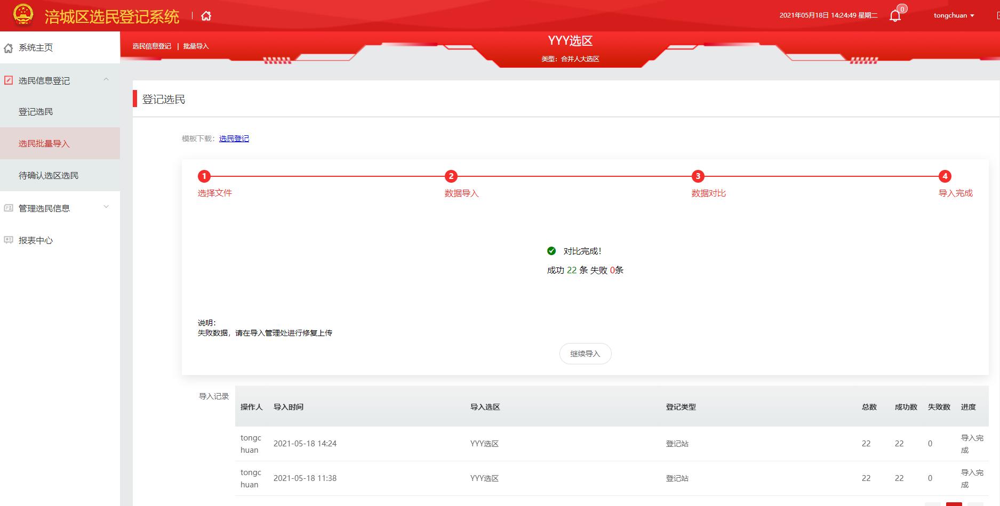 涪城区选民登记系统
2021年05月18日 14:24:49 星期二
0
tongchuan
系统主页
选民信息登记
登记选民
选民批量导入
待确认选区选民
管理选民信息
报表中心
选民信息登记 | 批量导入
YYY选区
类型：合并人大选区
登记选民
模板下载：选民登记
1 2 3 4
选择文件 数据导入 数据对比 导入完成
对比完成!
成功 22 条 失败 0条
说明：
失败数据，请在导入管理处进行修复上传
继续导入
导入记录
操作人 导入时间 导入选区 登记类型 总数 成功数 失败数 进度
tongc
huan
2021-05-18 14:24 YYY选区 登记站 22 22 0
导入完
成
tongc
huan
2021-05-18 11:38 YYY选区 登记站 22 22 0
导入完
成